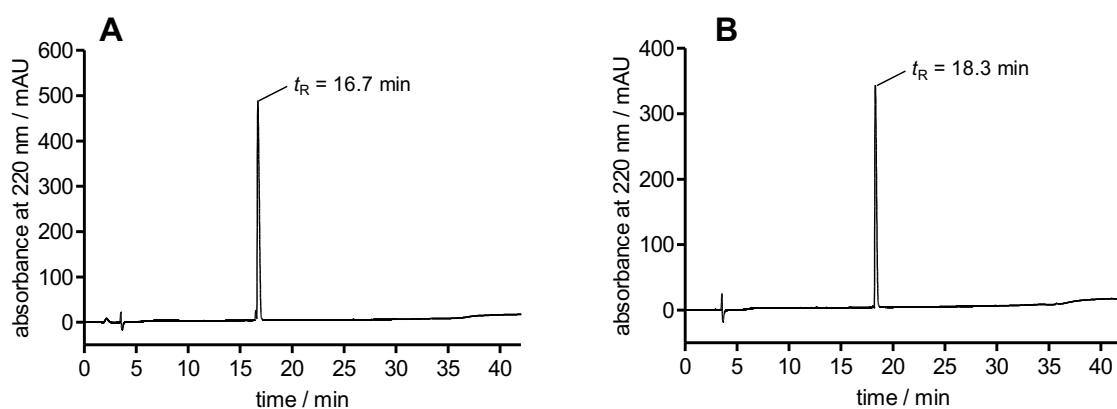 A
absorbance at 220 nm / mAU
600
500
400
300
200
100
0
tR = 16.7 min
0 5 10 15 20 25 30 35 40
time / min
B
absorbance at 220 nm / mAU
400
300
200
100
0
tR = 18.3 min
0 5 10 15 20 25 30 35 40
time / min